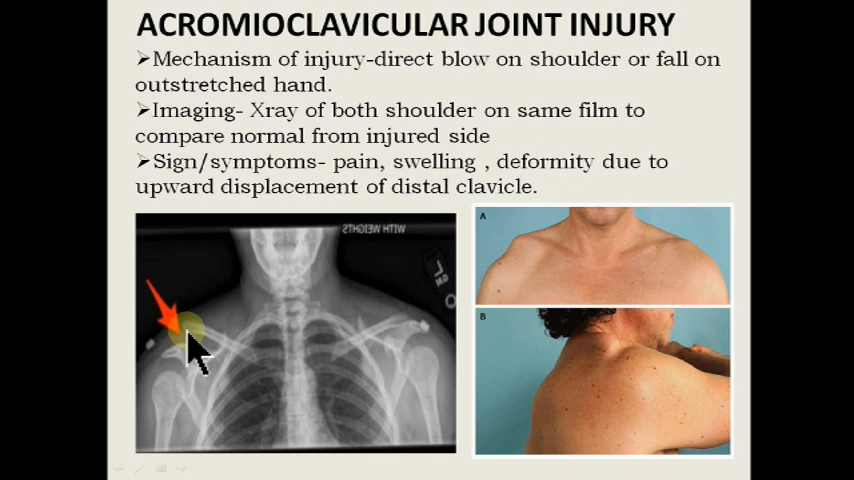 ACROMIOCLAVICULAR JOINT INJURY
➢Mechanism of injury-direct blow on shoulder or fall on
outstretched hand.
➢Imaging- Xray of both shoulder on same film to
compare normal from injured side
➢Sign/symptoms- pain, swelling , deformity due to
upward displacement of distal clavicle.
WITH WEIGHTS
L
A
B